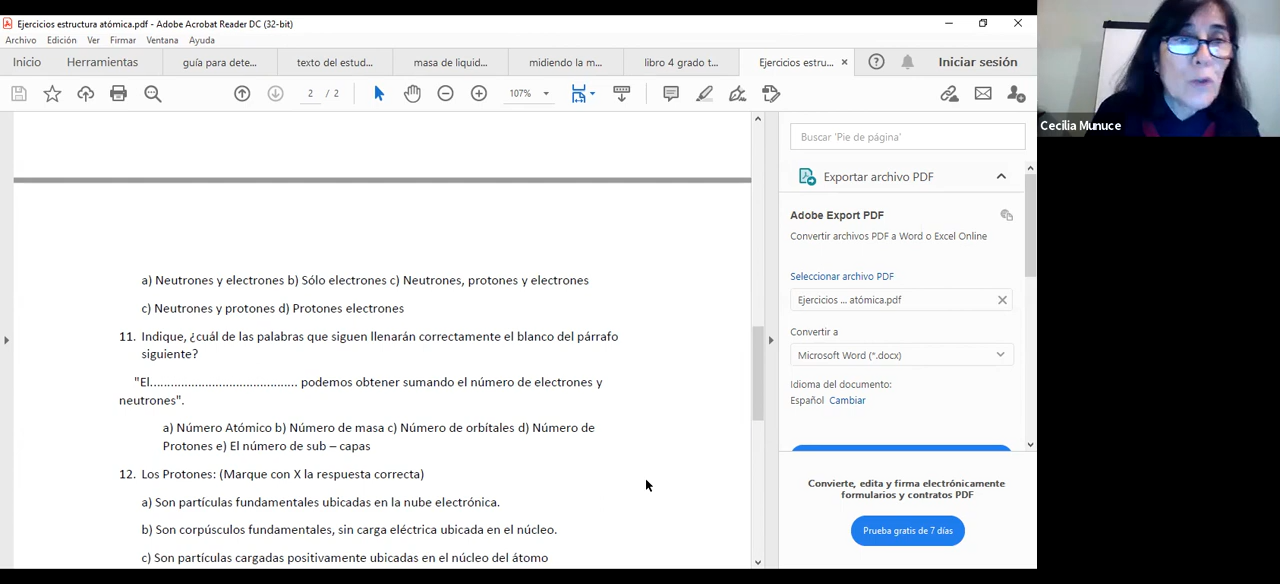 Ejercicios estructura atómica.pdf - Adobe Acrobat Reader DC (32-bit)
Archivo Edición Ver Firmar Ventana Ayuda
Inicio Herramientas guía para dete... texto del estud... masa de liquid... midiendo la m... libro 4 grado t... Ejercicios estru... Iniciar sesión
2 / 2 107%
Cecilia Munuce
Buscar 'Pie de página'
Exportar archivo PDF
Adobe Export PDF
Convertir archivos PDF a Word o Excel Online
Seleccionar archivo PDF
Ejercicios ... atómica.pdf
Convertir a
Microsoft Word (*.docx)
Idioma del documento:
Español Cambiar
Convierte, edita y firma electrónicamente
formularios y contratos PDF
Prueba gratis de 7 días
a) Neutrones y electrones b) Sólo electrones c) Neutrones, protones y electrones
c) Neutrones y protones d) Protones electrones
11. Indique, ¿cuál de las palabras que siguen llenarán correctamente el blanco del párrafo
siguiente?
"El........................................... podemos obtener sumando el número de electrones y
neutrones".
a) Número Atómico b) Número de masa c) Número de orbítales d) Número de
Protones e) El número de sub – capas
12. Los Protones: (Marque con X la respuesta correcta)
a) Son partículas fundamentales ubicadas en la nube electrónica.
b) Son corpúsculos fundamentales, sin carga eléctrica ubicada en el núcleo.
c) Son partículas cargadas positivamente ubicadas en el núcleo del átomo